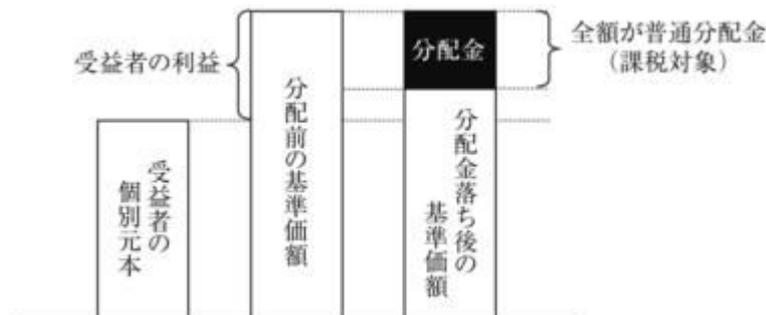 受益者の利益
受益者の
個別元本
分配前の基準価額
分配金
分配金落ち後の
基準価額
全額が普通分配金
（課税対象）